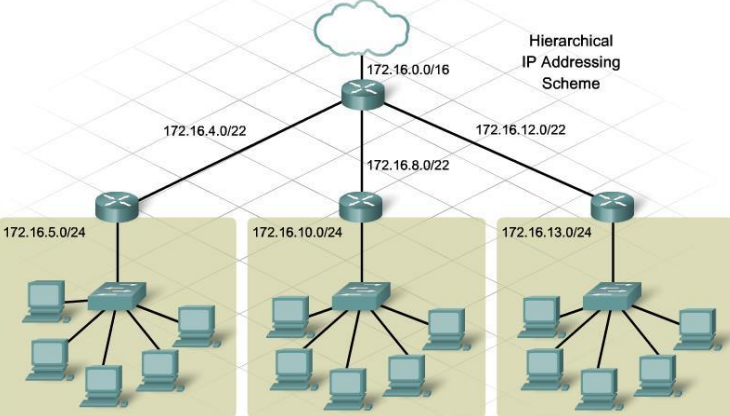 Hierarchical
IP Addressing
Scheme
172.16.0.0/16
172.16.4.0/22
172.16.12.0/22
172.16.8.0/22
172.16.5.0/24
172.16.10.0/24
172.16.13.0/24